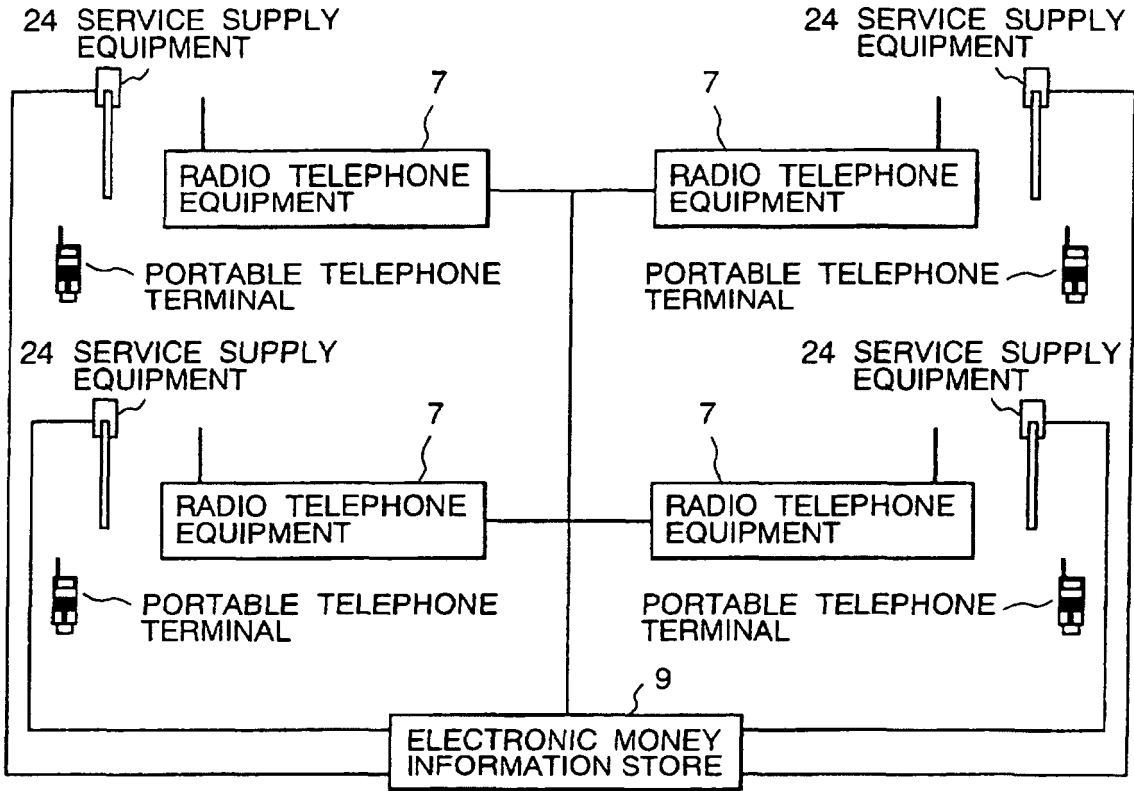 24 SERVICE SUPPLY
EQUIPMENT
24 SERVICE SUPPLY
EQUIPMENT
7
7
RADIO TELEPHONE
EQUIPMENT
RADIO TELEPHONE
EQUIPMENT
PORTABLE TELEPHONE
TERMINAL
PORTABLE TELEPHONE
TERMINAL
24 SERVICE SUPPLY
EQUIPMENT
24 SERVICE SUPPLY
EQUIPMENT
7
7
RADIO TELEPHONE
EQUIPMENT
RADIO TELEPHONE
EQUIPMENT
PORTABLE TELEPHONE
TERMINAL
PORTABLE TELEPHONE
TERMINAL
9
ELECTRONIC MONEY
INFORMATION STORE